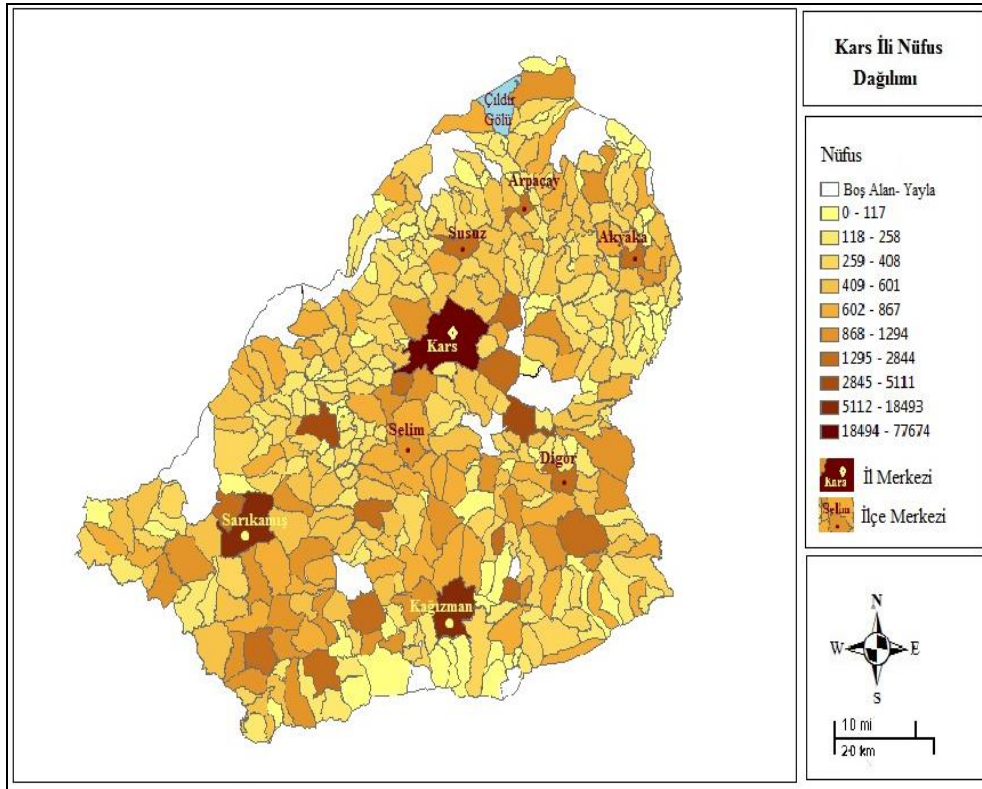 Kars İli Nüfus
Dağılımı
Çıldır
Gölü
Arpaçay
Susuz
Akyaka
Kars
Selim
Digor
Sarıkamış
Kağızman
Nüfus
Boş Alan- Yayla
0 - 117
118 - 258
259 - 408
409 - 601
602 - 867
868 - 1294
1295 - 2844
2845 - 5111
5112 - 18493
18494 - 77674
Kars İl Merkezi
Selim İlçe Merkezi
N
W E
S
10 mi
20 km